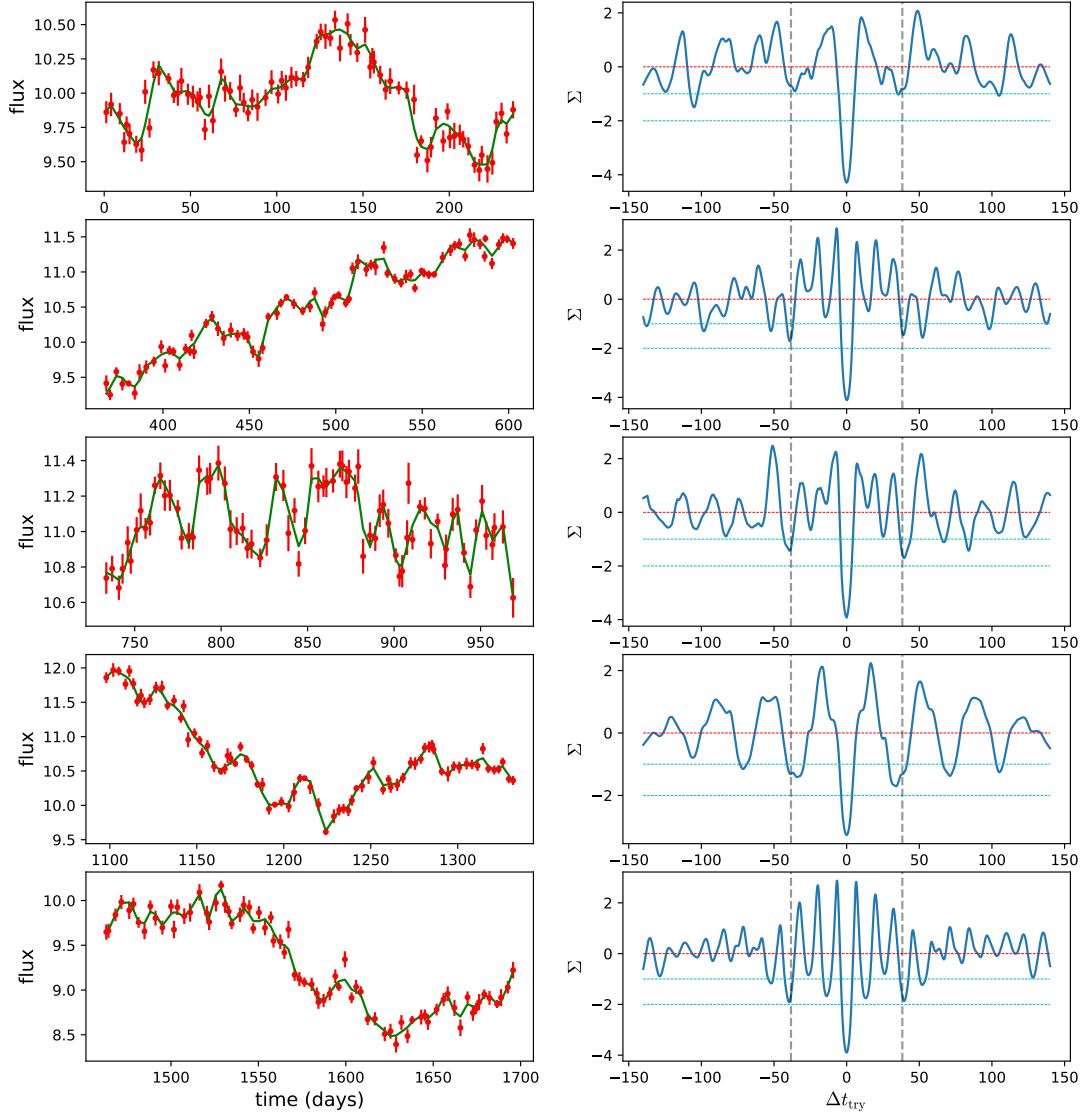 10.50
10.25
10.00
9.75
9.50
flux
0 50 100 150 200
2
0
−2
−4
Σ
−150 −100 −50 0 50 100 150
11.5
11.0
10.5
10.0
9.5
flux
400 450 500 550 600
2
0
−2
−4
Σ
−150 −100 −50 0 50 100 150
11.4
11.2
11.0
10.8
10.6
flux
750 800 850 900 950
2
0
−2
−4
Σ
−150 −100 −50 0 50 100 150
12.0
11.5
11.0
10.5
10.0
9.5
flux
1100 1150 1200 1250 1300
2
0
−2
Σ
−150 −100 −50 0 50 100 150
10.0
9.5
9.0
8.5
flux
1500 1550 1600 1650 1700
time (days)
2
0
−2
−4
Σ
−150 −100 −50 0 50 100 150
Δt_try